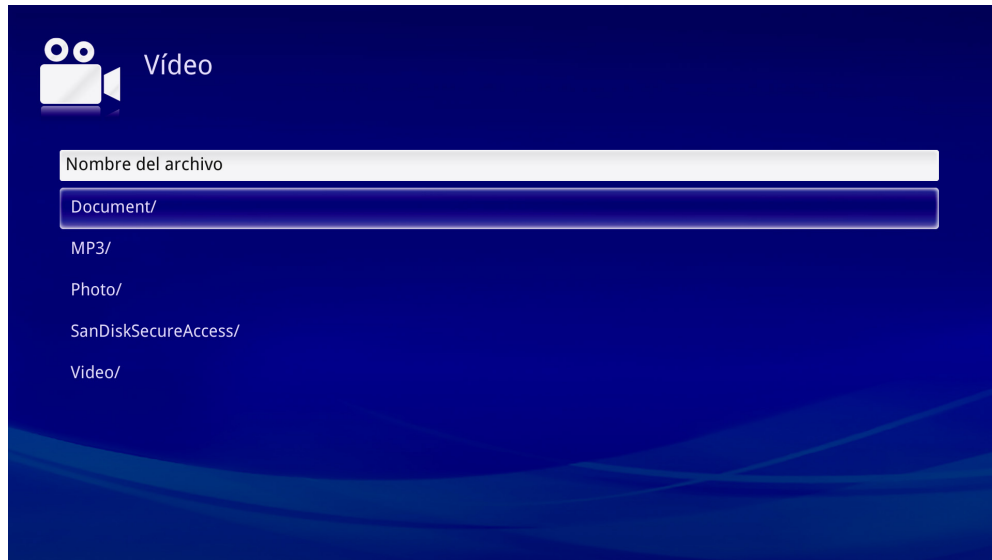 Vídeo
Nombre del archivo
Document/
MP3/
Photo/
SanDiskSecureAccess/
Video/